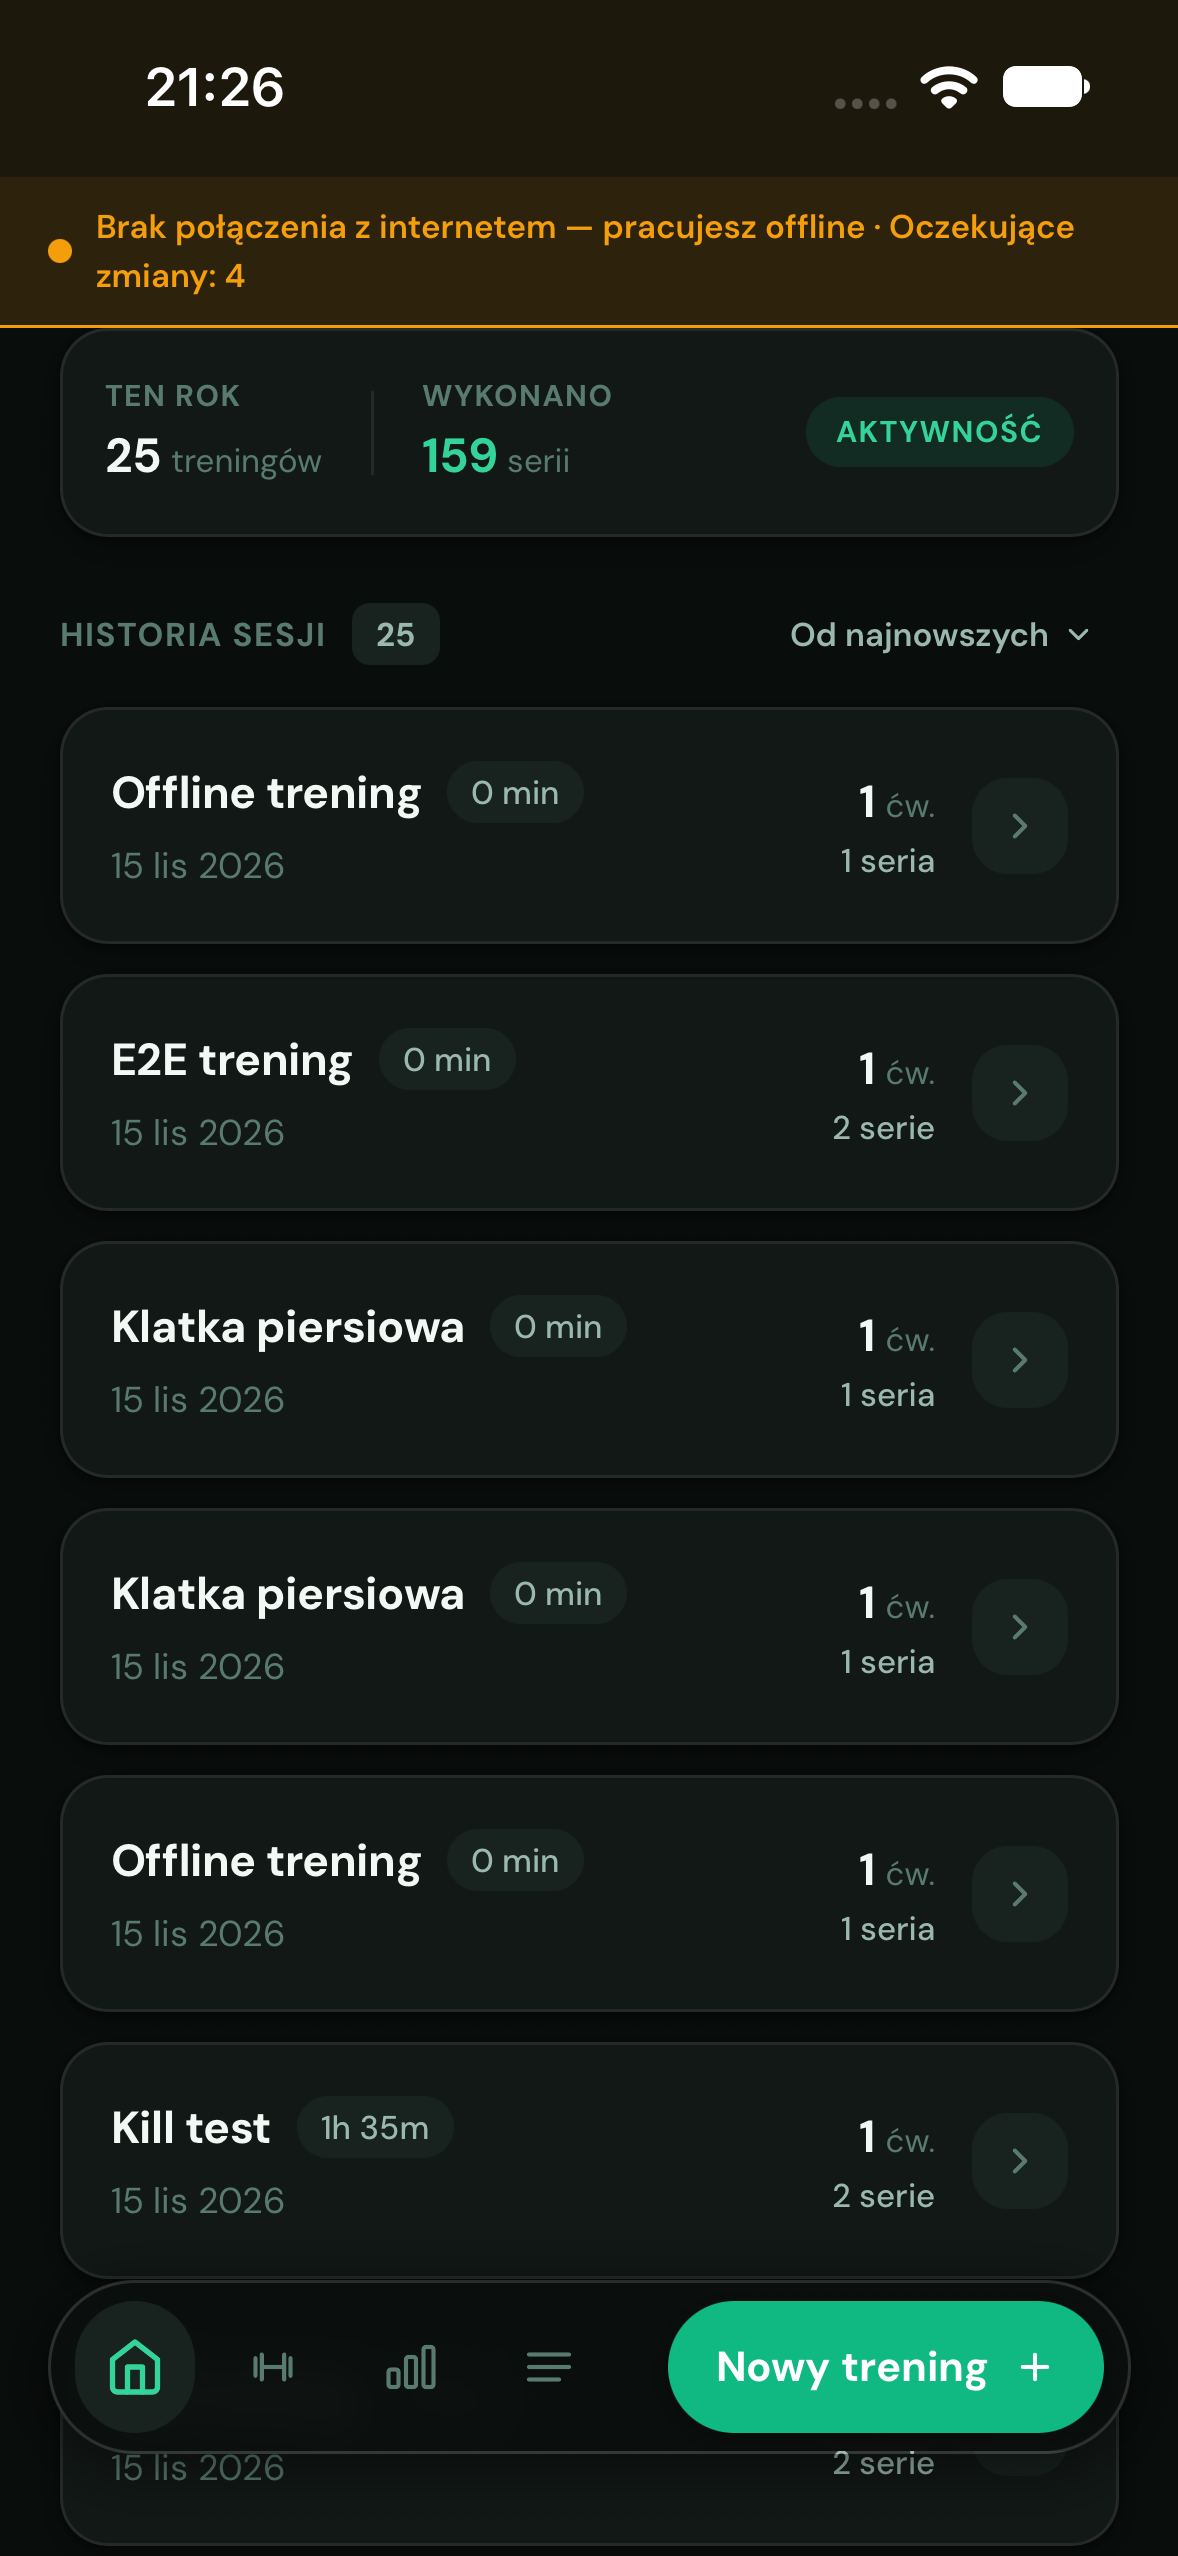 21:26
Brak połączenia z internetem — pracujesz offline · Oczekujące
zmiany: 4
TEN ROK
25 treningów
WYKONANO
159 serii
AKTYWNOŚĆ
HISTORIA SESJI 25
Od najnowszych
Offline trening 0 min
15 lis 2026
1 ćw.
1 seria
E2E trening 0 min
15 lis 2026
1 ćw.
2 serie
Klatka piersiowa 0 min
15 lis 2026
1 ćw.
1 seria
Klatka piersiowa 0 min
15 lis 2026
1 ćw.
1 seria
Offline trening 0 min
15 lis 2026
1 ćw.
1 seria
Kill test 1h 35m
15 lis 2026
1 ćw.
2 serie
Nowy trening
15 lis 2026
2 serie